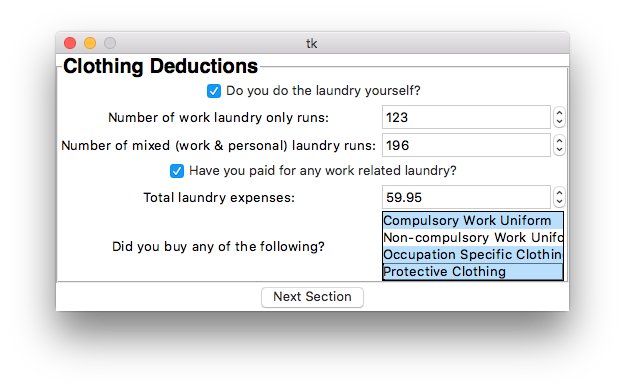 tk
Clothing Deductions
Do you do the laundry yourself?
Number of work laundry only runs: 123
Number of mixed (work & personal) laundry runs: 196
Have you paid for any work related laundry?
Total laundry expenses: 59.95
Compulsory Work Uniform
Non-compulsory Work Unifo
Did you buy any of the following?
Occupation Specific Clothin
Protective Clothing
Next Section